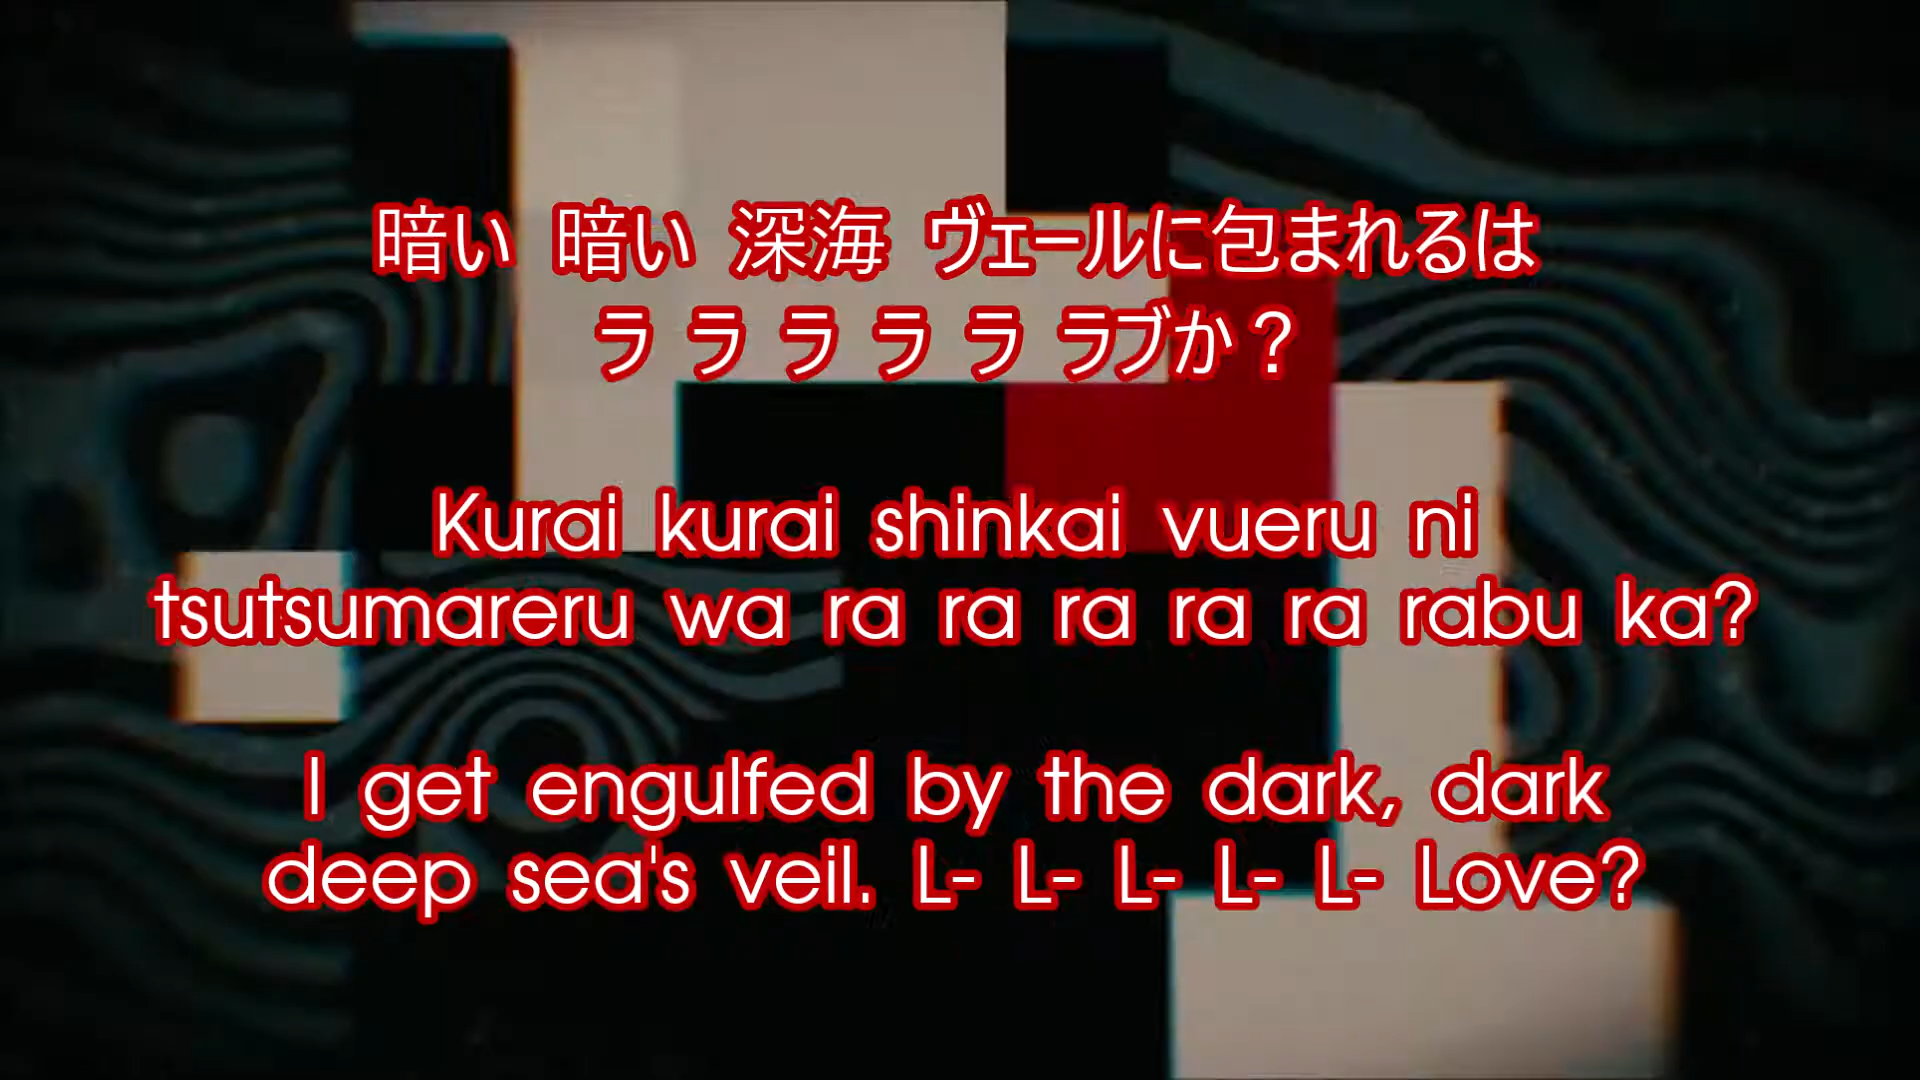 暗い 暗い 深海 ヴェールに包まれるは
ラ ラ ラ ラ ラ ラブか？
Kurai kurai shinkai vueru ni
tsutsumareru wa ra ra ra ra ra rabu ka?
I get engulfed by the dark, dark
deep sea's veil. L- L- L- L- L- Love?